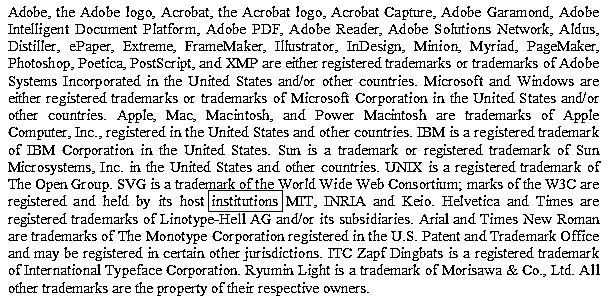 Adobe, the Adobe logo, Acrobat, the Acrobat logo, Acrobat Capture, Adobe Garamond, Adobe
Intelligent Document Platform, Adobe PDF, Adobe Reader, Adobe Solutions Network, Aldus,
Distiller, ePaper, Extreme, FrameMaker, Illustrator, InDesign, Minion, Myriad, PageMaker,
Photoshop, Poetica, PostScript, and XMP are either registered trademarks or trademarks of Adobe
Systems Incorporated in the United States and/or other countries. Microsoft and Windows are
either registered trademarks or trademarks of Microsoft Corporation in the United States and/or
other countries. Apple, Mac, Macintosh, and Power Macintosh are trademarks of Apple
Computer, Inc., registered in the United States and other countries. IBM is a registered trademark
of IBM Corporation in the United States. Sun is a trademark or registered trademark of Sun
Microsystems, Inc. in the United States and other countries. UNIX is a registered trademark of
The Open Group. SVG is a trademark of the World Wide Web Consortium; marks of the W3C are
registered and held by its host institutions MIT, INRIA and Keio. Helvetica and Times are
registered trademarks of Linotype-Hell AG and/or its subsidiaries. Arial and Times New Roman
are trademarks of The Monotype Corporation registered in the U.S. Patent and Trademark Office
and may be registered in certain other jurisdictions. ITC Zapf Dingbats is a registered trademark
of International Typeface Corporation. Ryumin Light is a trademark of Morisawa & Co., Ltd. All
other trademarks are the property of their respective owners.